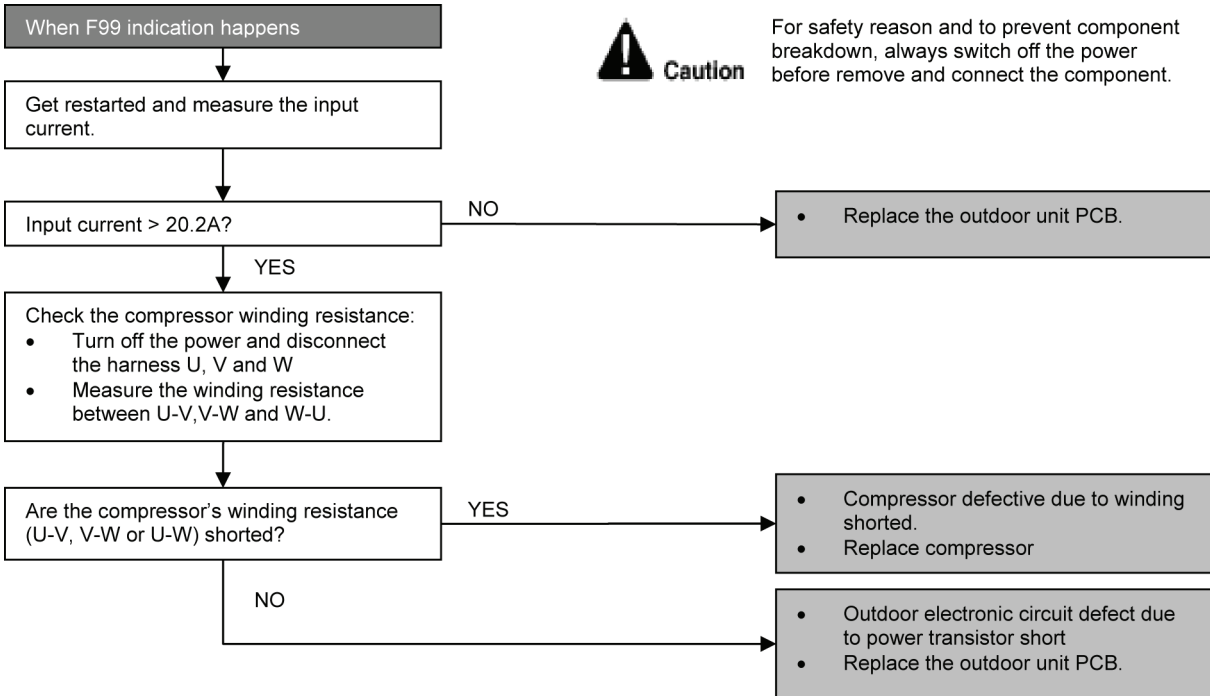 When F99 indication happens
For safety reason and to prevent component
breakdown, always switch off the power
before remove and connect the component.
Caution
Get restarted and measure the input
current.
Input current > 20.2A?
NO
• Replace the outdoor unit PCB.
YES
Check the compressor winding resistance:
• Turn off the power and disconnect
the harness U, V and W
• Measure the winding resistance
between U-V,V-W and W-U.
Are the compressor’s winding resistance
(U-V, V-W or U-W) shorted?
YES
• Compressor defective due to winding
shorted.
• Replace compressor
NO
• Outdoor electronic circuit defect due
to power transistor short
• Replace the outdoor unit PCB.